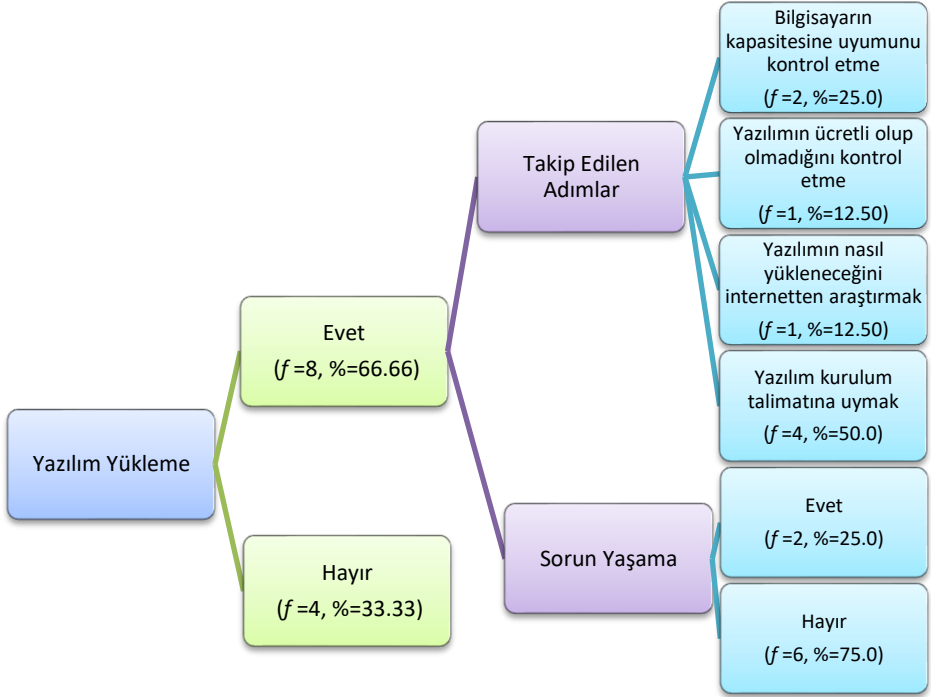 Yazılım Yükleme
Evet
(f =8, %=66.66)
Hayır
(f =4, %=33.33)
Takip Edilen
Adımlar
Sorun Yaşama
Bilgisayarın
kapasitesine uyumunu
kontrol etme
(f =2, %=25.0)
Yazılımın ücretli olup
olmadığını kontrol
etme
(f =1, %=12.50)
Yazılımın nasıl
yükleneceğini
internetten araştırmak
(f =1, %=12.50)
Yazılım kurulum
talimatına uymak
(f =4, %=50.0)
Evet
(f =2, %=25.0)
Hayır
(f =6, %=75.0)